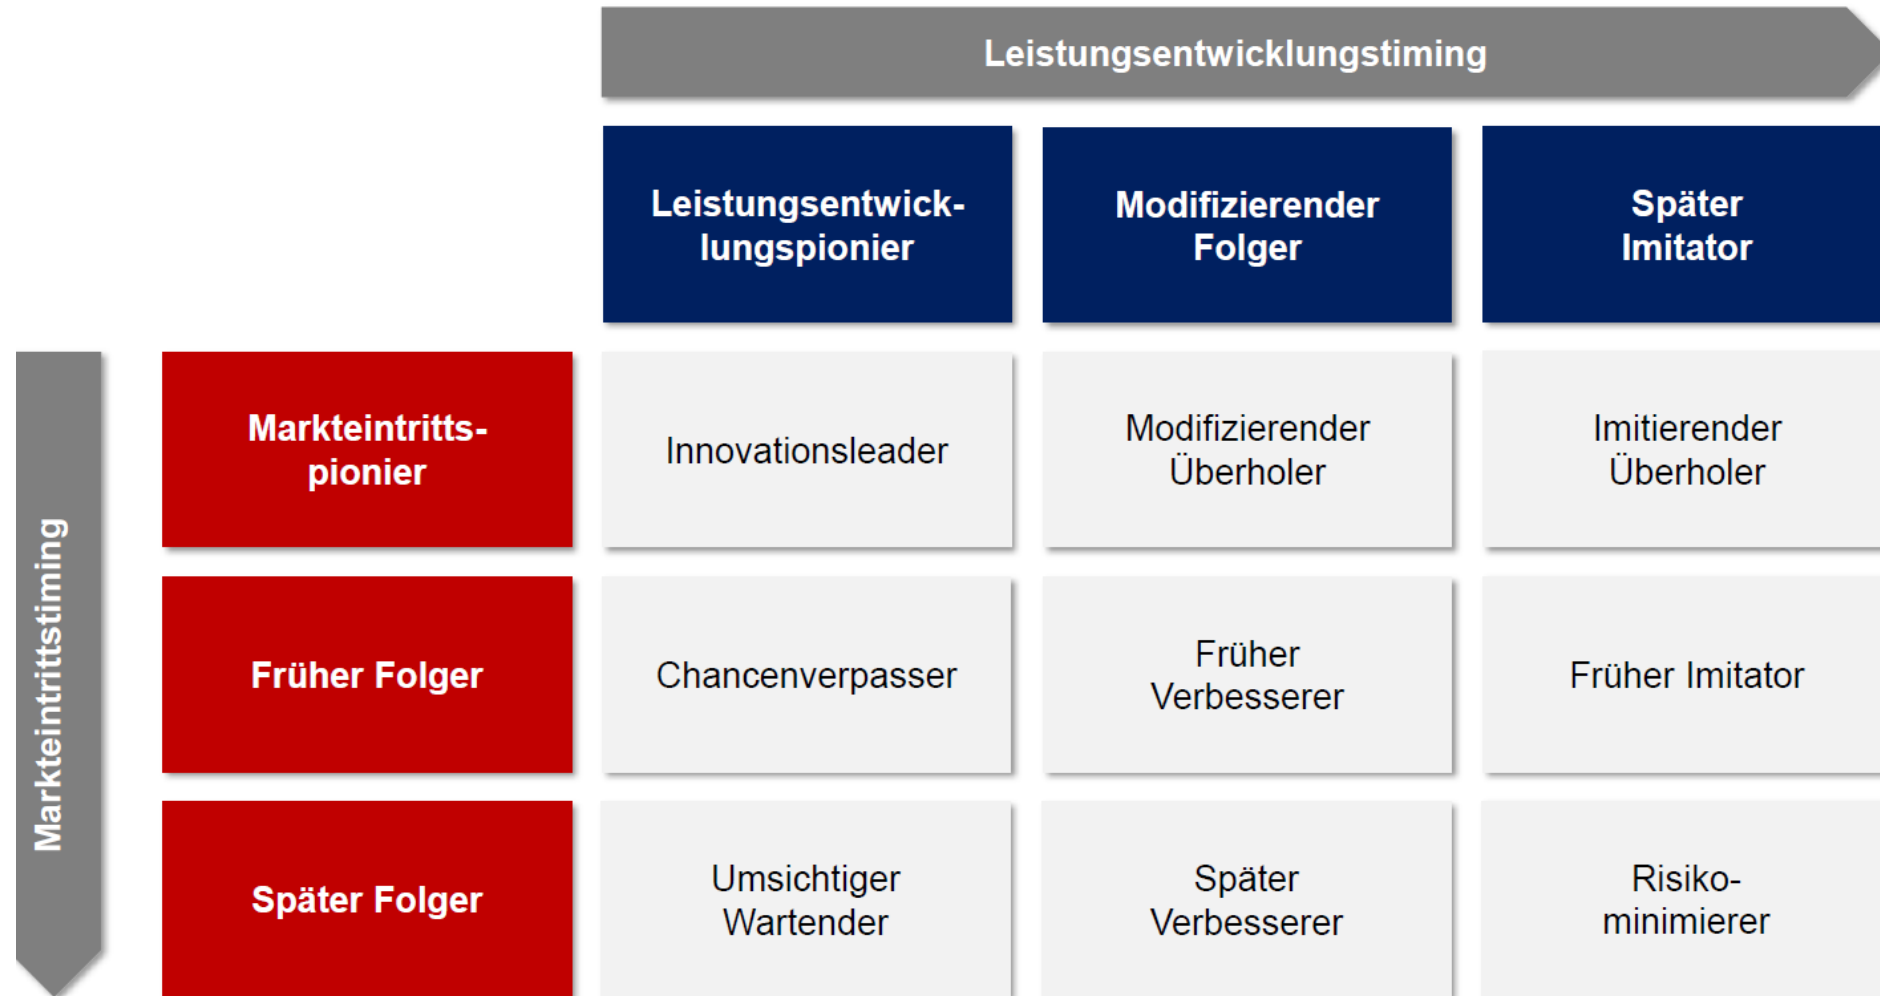 Leistungsentwicklungstiming
Leistungsentwick-
lungspionier
Modifizierender
Folger
Später
Imitator
Markteintrittstiming
Markteintritts-
pionier
Innovationsleader
Modifizierender
Überholer
Imitierender
Überholer
Früher Folger
Chancenverpasser
Früher
Verbesserer
Früher Imitator
Später Folger
Umsichtiger
Wartender
Später
Verbesserer
Risiko-
minimierer